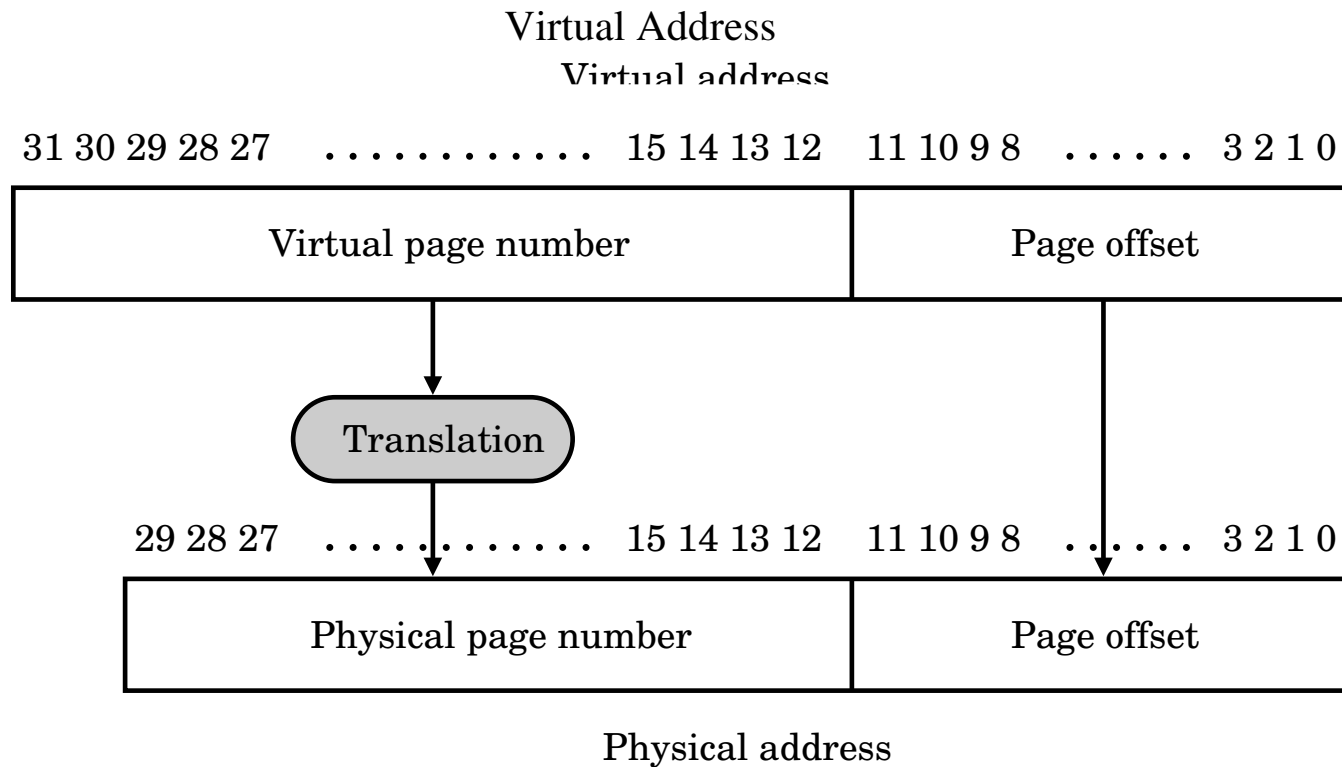 Virtual Address
Virtual address
31 30 29 28 27 . . . . . . . . . . . . 15 14 13 12 11 10 9 8 . . . . . . 3 2 1 0
Virtual page number Page offset
Translation
29 28 27 . . . . . . . . . . . . 15 14 13 12 11 10 9 8 . . . . . . 3 2 1 0
Physical page number Page offset
Physical address